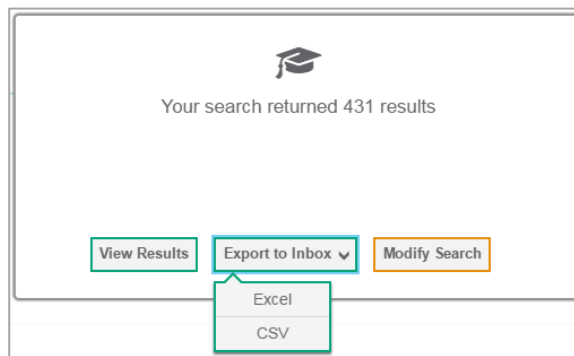 Your search returned 431 results
View Results
Export to Inbox
Modify Search
Excel
CSV